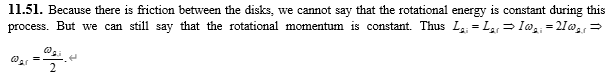 11.51. Because there is friction between the disks, we cannot say that the rotational energy is constant during this
process. But we can still say that the rotational momentum is constant. Thus L₂ᵢ = L₂f ⇒ Iω₂ᵢ = 2Iω₂f ⇒
ω₂f = ω₂ᵢ / 2 .↵